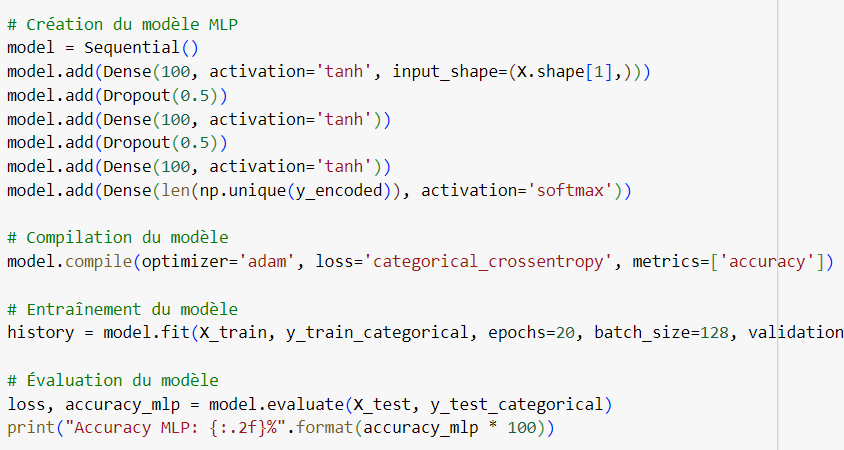 # Création du modèle MLP
model = Sequential()
model.add(Dense(100, activation='tanh', input_shape=(X.shape[1],)))
model.add(Dropout(0.5))
model.add(Dense(100, activation='tanh'))
model.add(Dropout(0.5))
model.add(Dense(100, activation='tanh'))
model.add(Dense(len(np.unique(y_encoded)), activation='softmax'))
# Compilation du modèle
model.compile(optimizer='adam', loss='categorical_crossentropy', metrics=['accuracy'])
# Entraînement du modèle
history = model.fit(X_train, y_train_categorical, epochs=20, batch_size=128, validation
# Évaluation du modèle
loss, accuracy_mlp = model.evaluate(X_test, y_test_categorical)
print("Accuracy MLP: {:.2f}%".format(accuracy_mlp * 100))